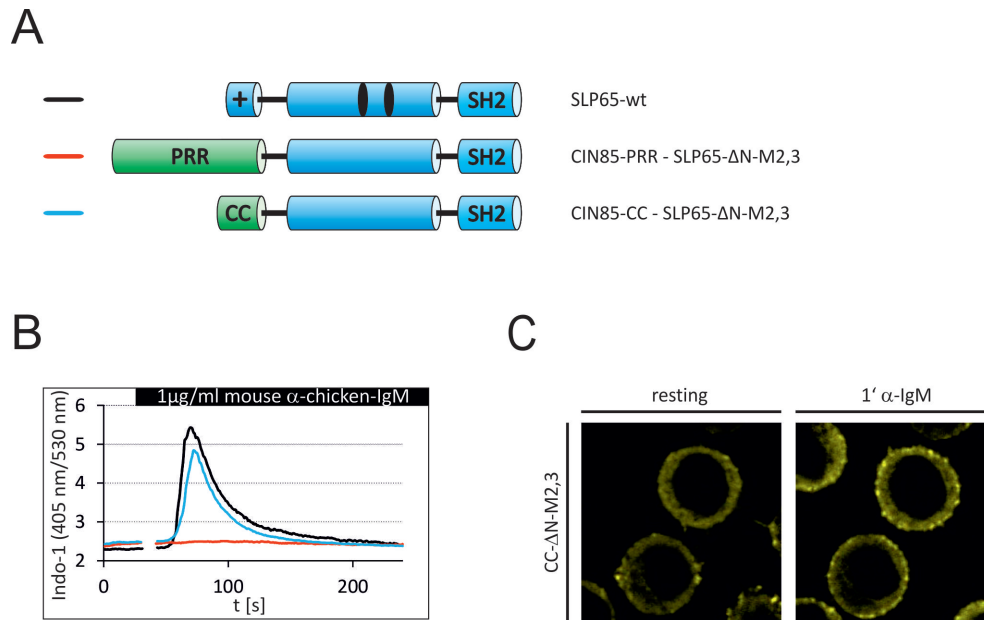 A
+ SH2 SLP65-wt
PRR SH2 CIN85-PRR - SLP65-ΔN-M2,3
CC SH2 CIN85-CC - SLP65-ΔN-M2,3
B
1µg/ml mouse α-chicken-IgM
Indo-1 (405 nm/530 nm)
6
5
4
3
2
0 100 200
t [s]
C
resting 1‘ α-IgM
CC-ΔN-M2,3